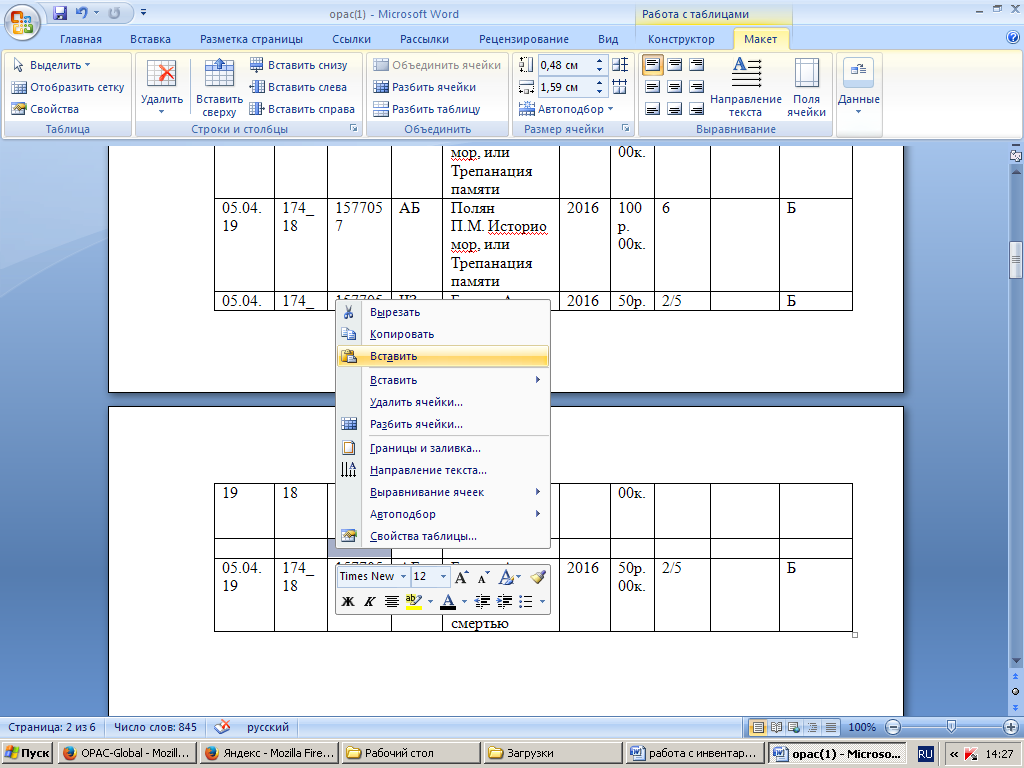 opac(1) - Microsoft Word
Работа с таблицами
Главная Вставка Разметка страницы Ссылки Рассылки Рецензирование Вид Конструктор Макет
Выделить
Отобразить сетку
Свойства
Таблица
Удалить
Вставить сверху
Вставить снизу
Вставить слева
Вставить справа
Строки и столбцы
Объединить ячейки
Разбить ячейки
Разбить таблицу
Объединить
0,48 см
1,59 см
Автоподбор
Размер ячейки
Направление текста
Поля ячейки
Выравнивание
Данные
мор, или 00к.
Трепанация
памяти
05.04. 174_ 157705 АБ Полян 2016 100 6 Б
19 18 7 П.М. Историо р.
мор, или 00к.
Трепанация
памяти
05.04. 174_ 2016 50р. 2/5 Б
Вырезать
Копировать
Вставить
Вставить
Удалить ячейки...
Разбить ячейки...
Границы и заливка...
Направление текста...
Выравнивание ячеек
Автоподбор
Свойства таблицы...
19 18 00к.
05.04. 174_ 2016 50р. 2/5 Б
19 18 00к.
Times New 12
Ж К
смертью
Страница: 2 из 6 Число слов: 845 русский 100%
Пуск OPAC-Global - Mozill... Яндекс - Mozilla Fire... Рабочий стол Загрузки работа с инвентар... opac(1) - Microso... RU 14:27